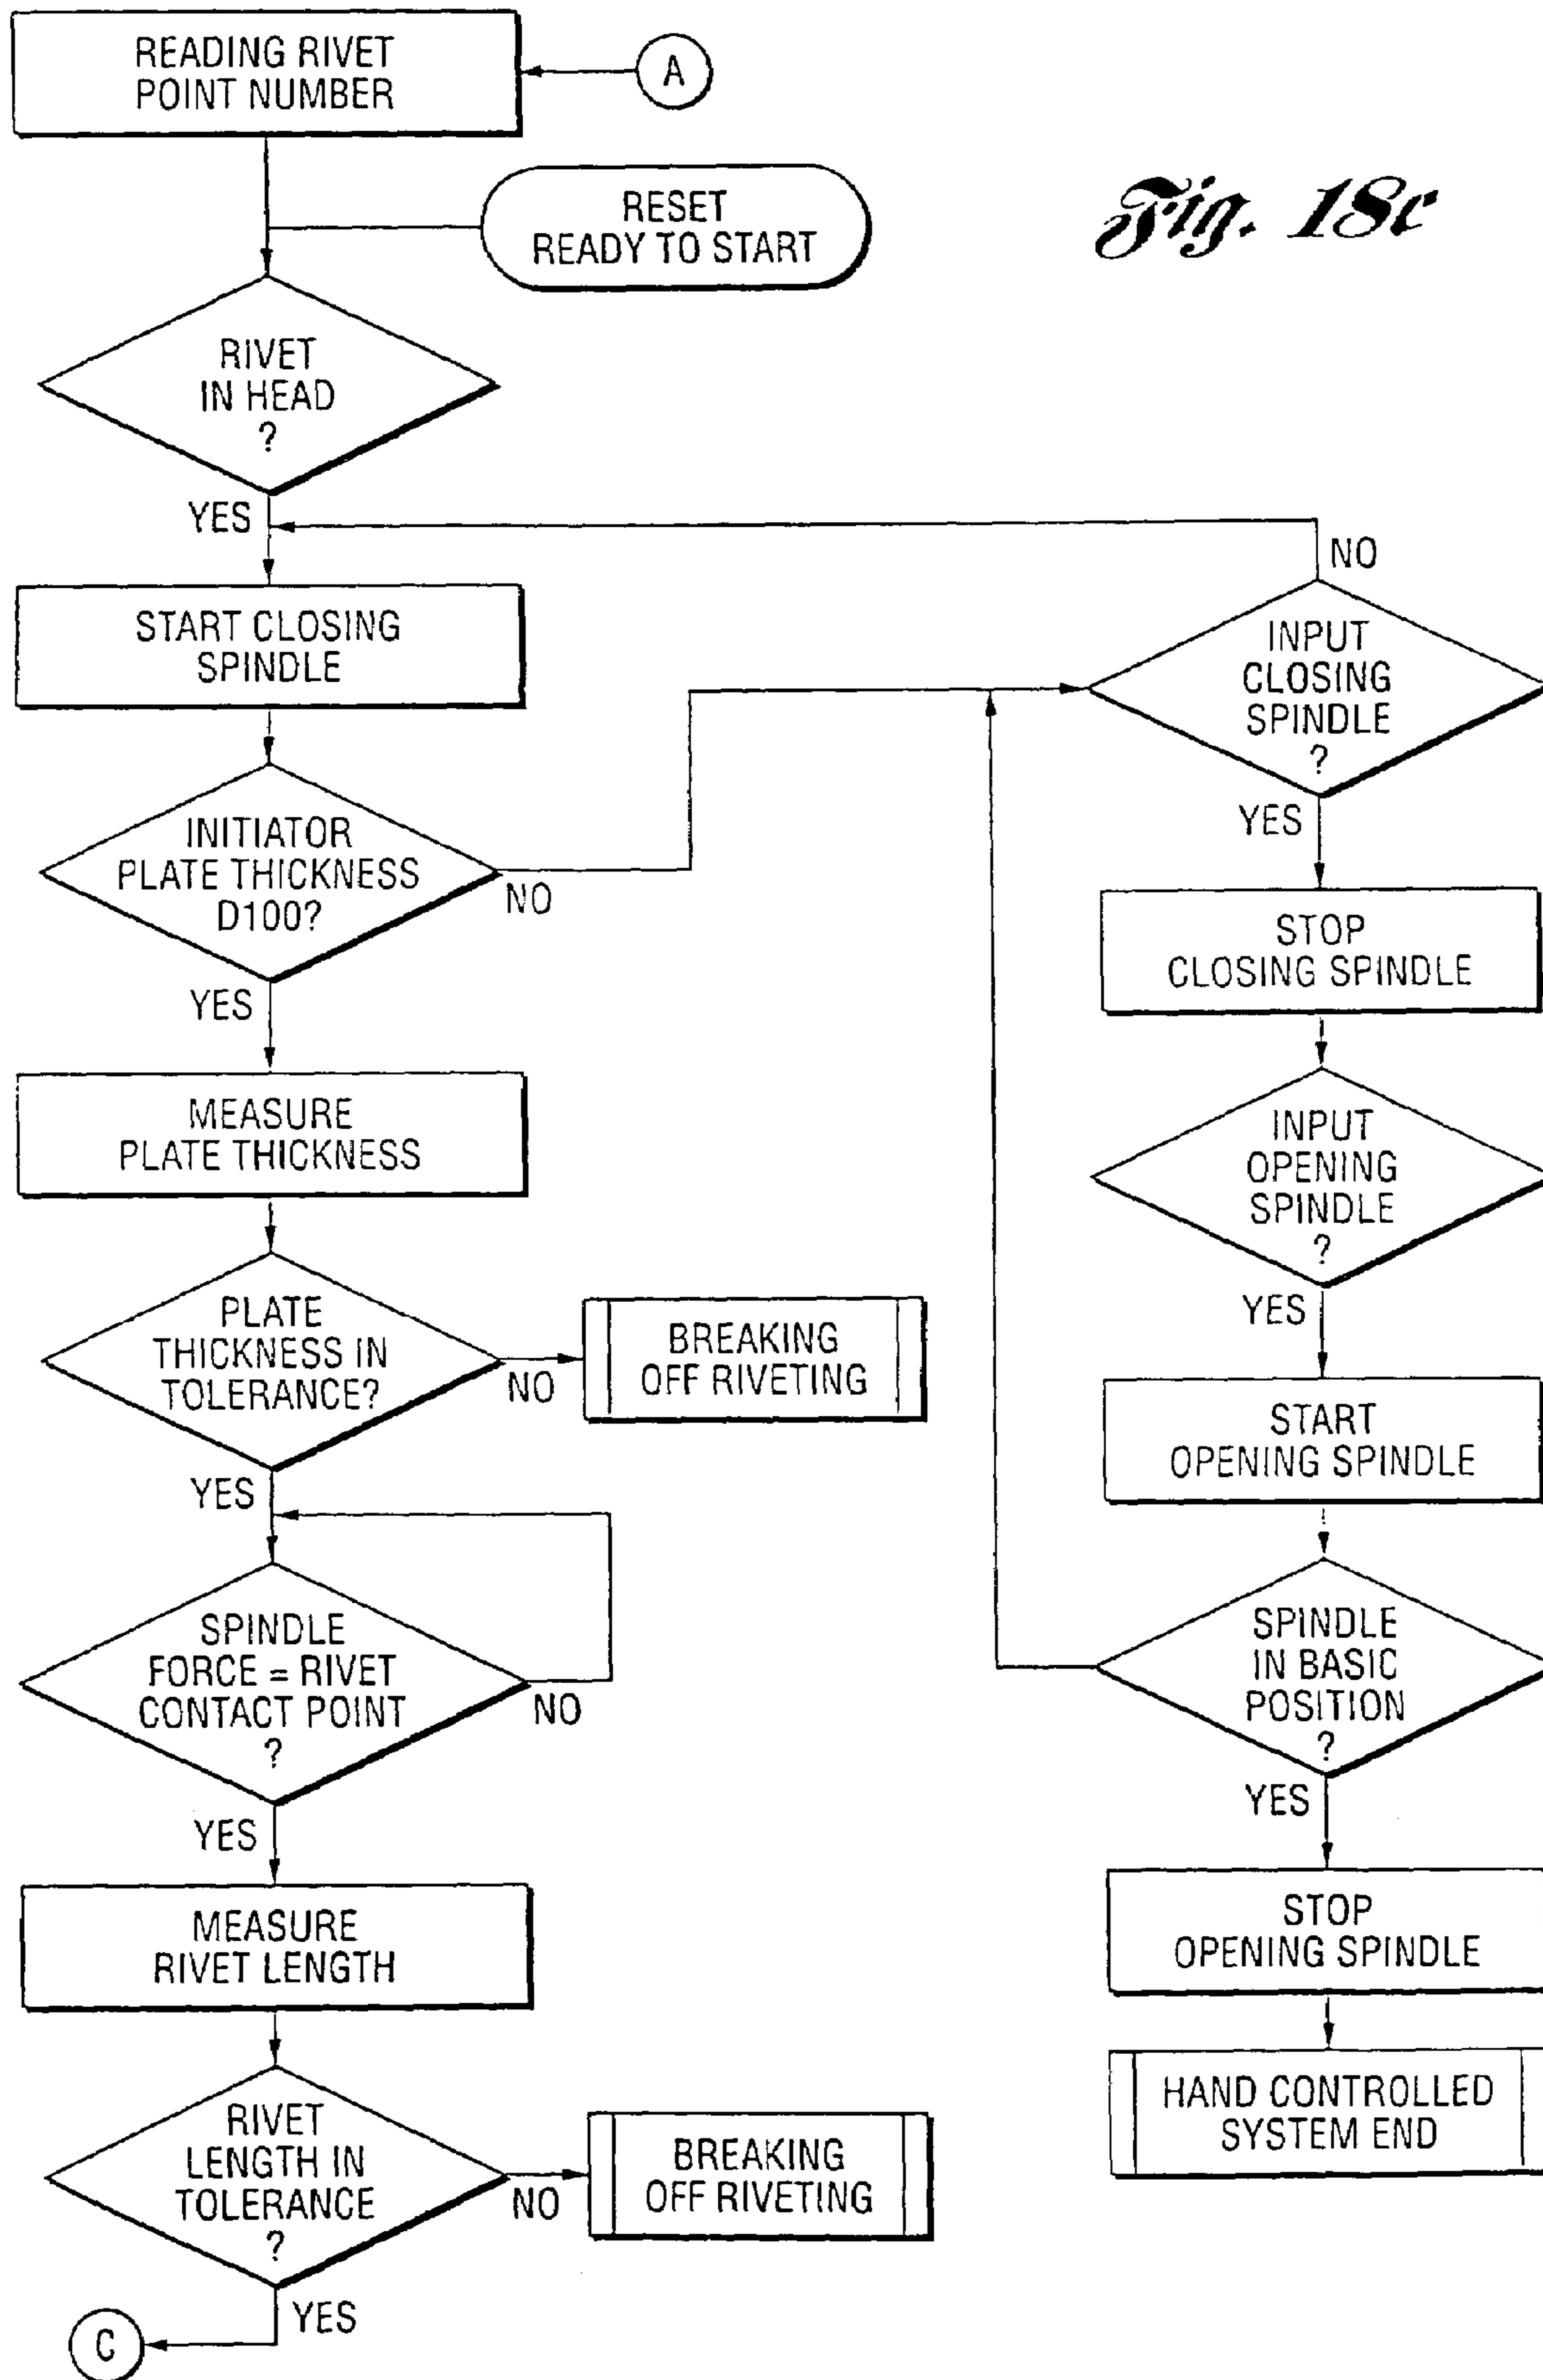 READING RIVET
POINT NUMBER
A
RESET
READY TO START
Fig. 18c
RIVET
IN HEAD
?
YES
START CLOSING
SPINDLE
INITIATOR
PLATE THICKNESS
D100?
NO
YES
MEASURE
PLATE THICKNESS
PLATE
THICKNESS IN
TOLERANCE?
NO
BREAKING
OFF RIVETING
YES
SPINDLE
FORCE = RIVET
CONTACT POINT
?
NO
YES
MEASURE
RIVET LENGTH
RIVET
LENGTH IN
TOLERANCE
?
NO
BREAKING
OFF RIVETING
YES
C
NO
INPUT
CLOSING
SPINDLE
?
YES
STOP
CLOSING SPINDLE
INPUT
OPENING
SPINDLE
?
YES
START
OPENING SPINDLE
SPINDLE
IN BASIC
POSITION
?
YES
STOP
OPENING SPINDLE
HAND CONTROLLED
SYSTEM END